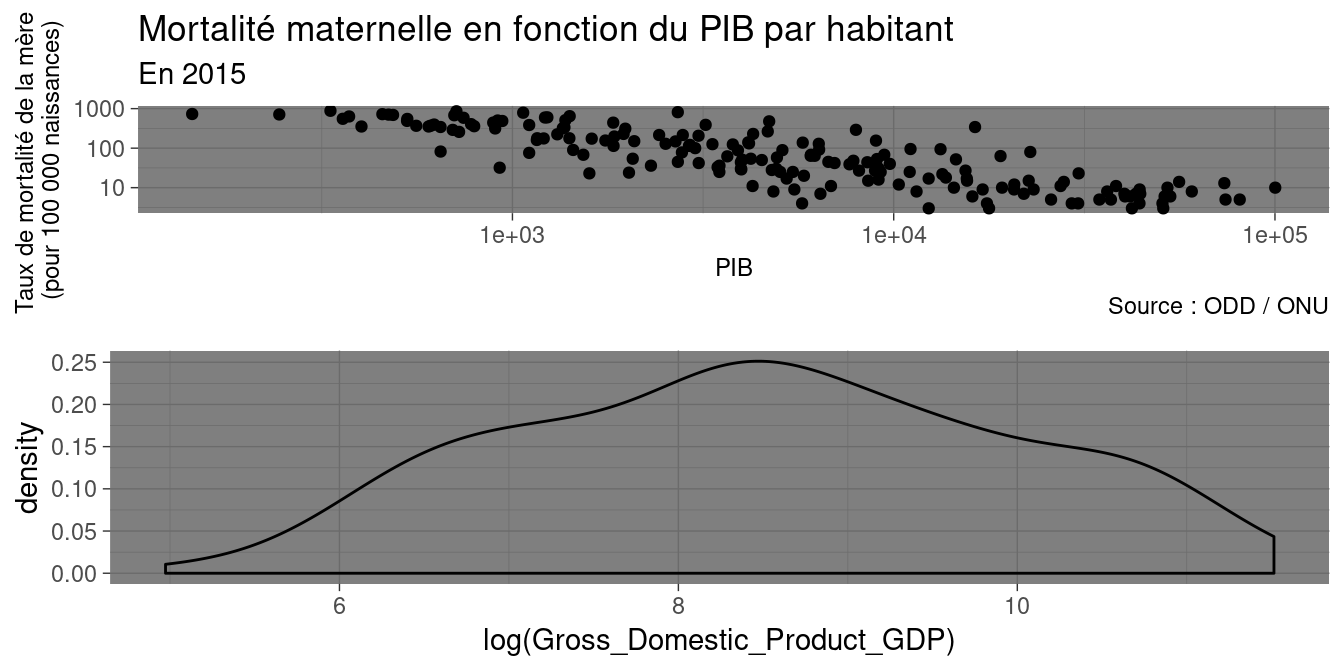 Mortalité maternelle en fonction du PIB par habitant
En 2015
Taux de mortalité de la mère
(pour 100 000 naissances)
1000
100
10
1e+03 1e+04 1e+05
PIB
Source : ODD / ONU
density
0.25
0.20
0.15
0.10
0.05
0.00
6 8 10
log(Gross_Domestic_Product_GDP)